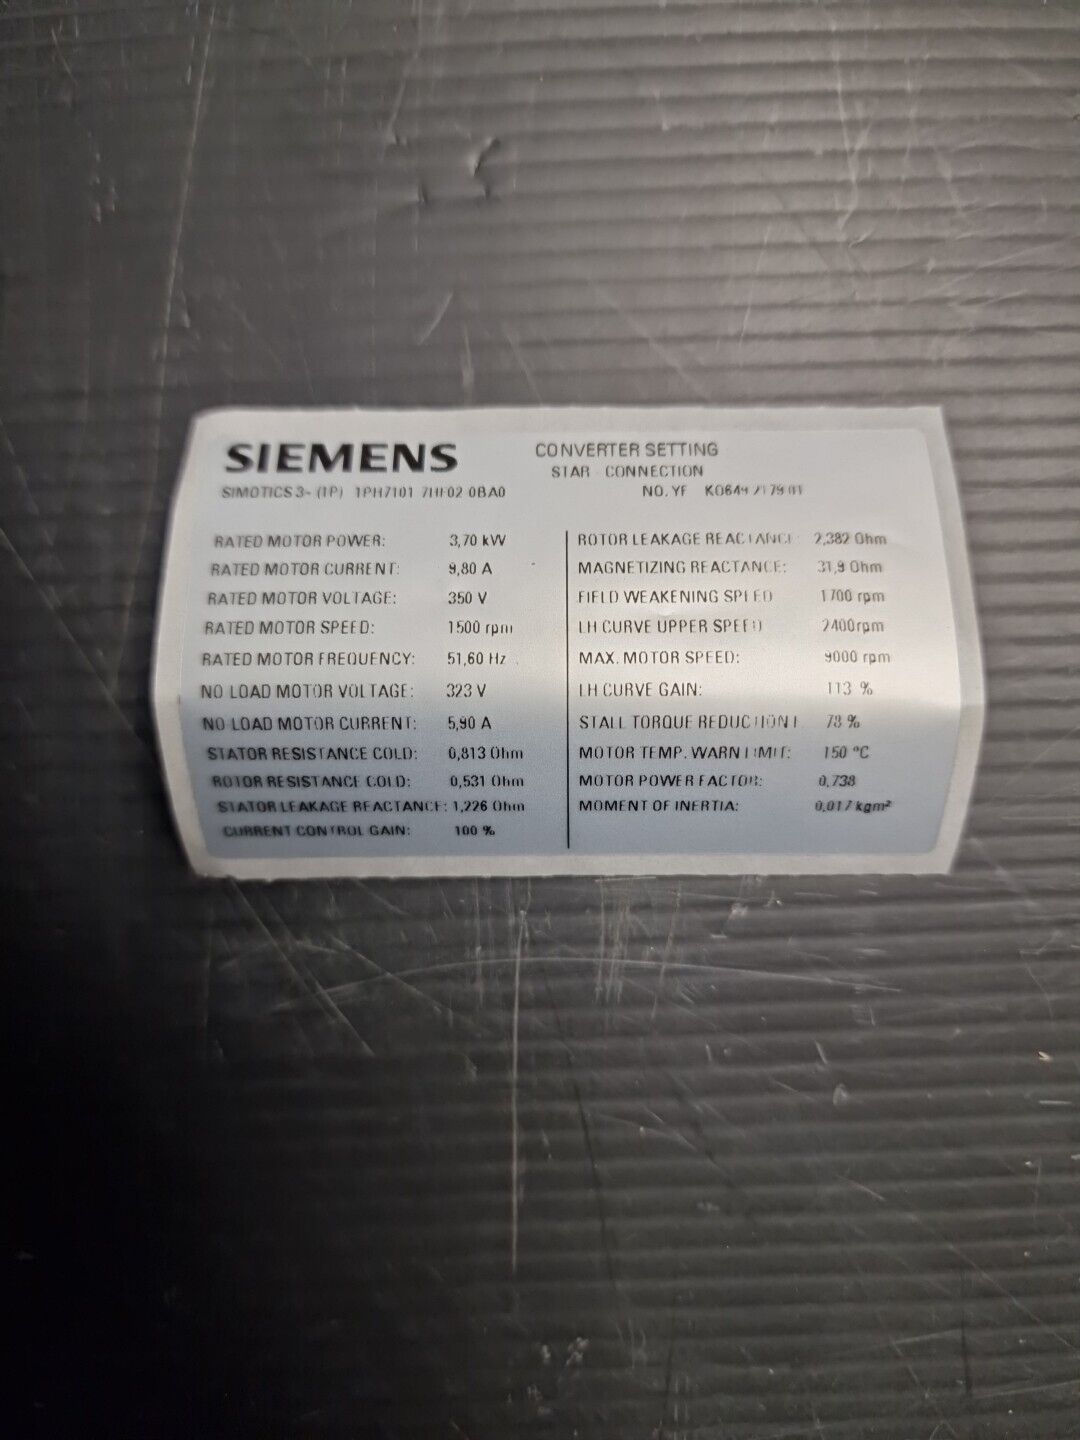 SIEMENS
SIMOTICS 3~ (1P) 1PH7101 7HF02 0BA0
CONVERTER SETTING
STAR - CONNECTION
NO. YF
RATED MOTOR POWER: 3,70 kW
RATED MOTOR CURRENT: 9,80 A
RATED MOTOR VOLTAGE: 350 V
RATED MOTOR SPEED: 1500 rpm
RATED MOTOR FREQUENCY: 51,60 Hz
NO LOAD MOTOR VOLTAGE: 323 V
NO LOAD MOTOR CURRENT: 5,90 A
STATOR RESISTANCE COLD: 0,813 Ohm
ROTOR RESISTANCE COLD: 0,531 Ohm
STATOR LEAKAGE REACTANCE: 1,226 Ohm
CURRENT CONTROL GAIN: 100 %
ROTOR LEAKAGE REACTANCE: 2,382 Ohm
MAGNETIZING REACTANCE: 31,9 Ohm
FIELD WEAKENING SPEED 1700 rpm
LH CURVE UPPER SPEED 2400rpm
MAX. MOTOR SPEED: 9000 rpm
LH CURVE GAIN: 113 %
STALL TORQUE REDUCTION 78 %
MOTOR TEMP. WARN LIMIT: 150 °C
MOTOR POWER FACTOR: 0,738
MOMENT OF INERTIA: 0,017 kgm²